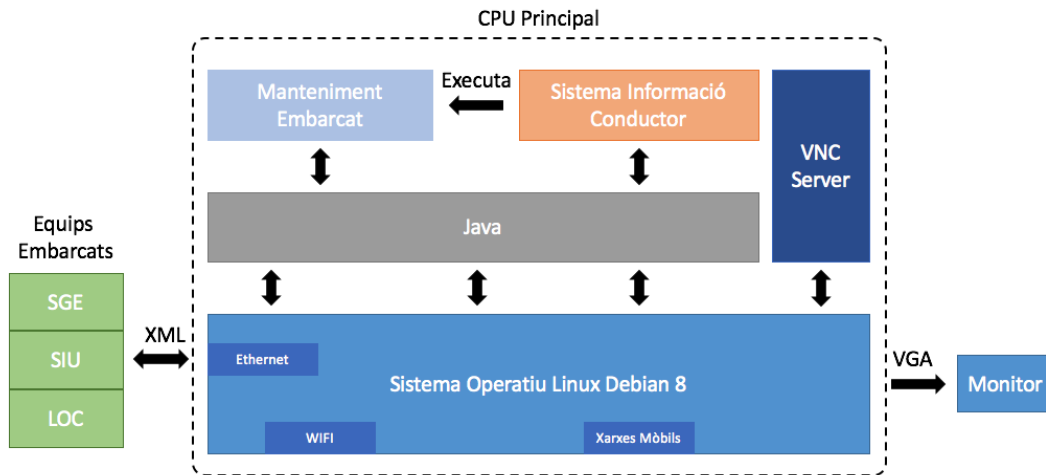 CPU Principal
Manteniment
Embarcat
Executa
Sistema Informació
Conductor
VNC
Server
Java
Equips
Embarcats
SGE
SIU
LOC
XML
Ethernet
Sistema Operatiu Linux Debian 8
WIFI
Xarxes Mòbils
VGA
Monitor